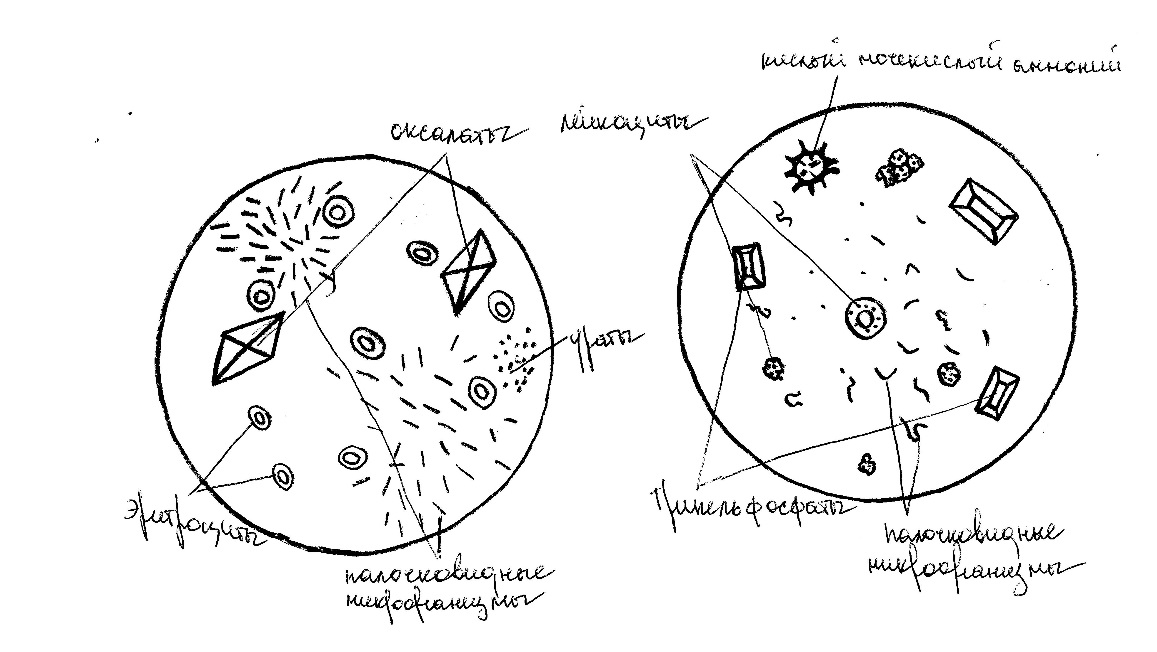 кислый мочекислый аммоний
оксалаты
лейкоциты
ураты
эритроциты
палочковидные
микроорганизмы
Трипельфосфаты
палочковидные
микроорганизмы